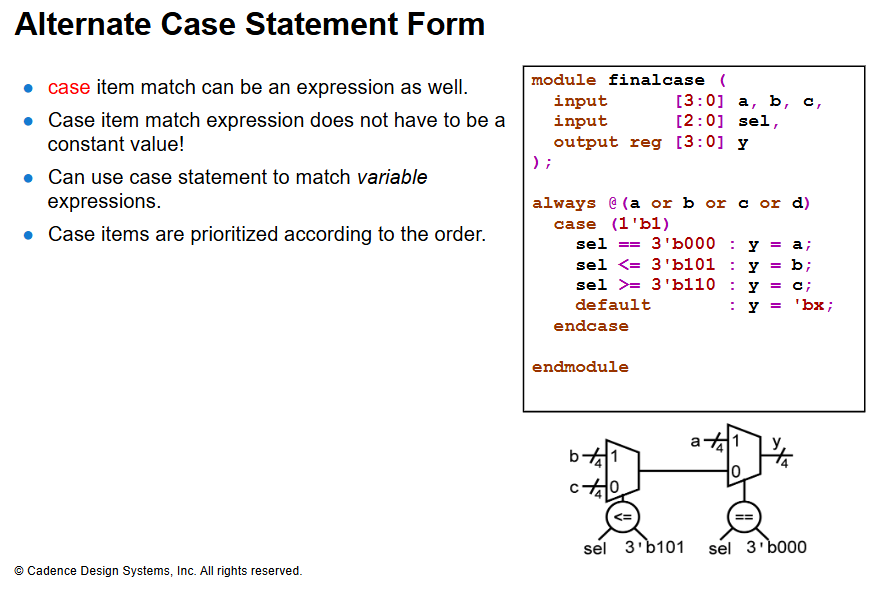 Alternate Case Statement Form
case item match can be an expression as well.
Case item match expression does not have to be a
constant value!
Can use case statement to match variable
expressions.
Case items are prioritized according to the order.
module finalcase (
input [3:0] a, b, c,
input [2:0] sel,
output reg [3:0] y
);
always @(a or b or c or d)
case (1'b1)
sel == 3'b000 : y = a;
sel <= 3'b101 : y = b;
sel >= 3'b110 : y = c;
default : y = 'bx;
endcase
endmodule
a 4 1 y 4
b 4 1
0
c 4 0
<= ==
sel 3'b101 sel 3'b000
© Cadence Design Systems, Inc. All rights reserved.